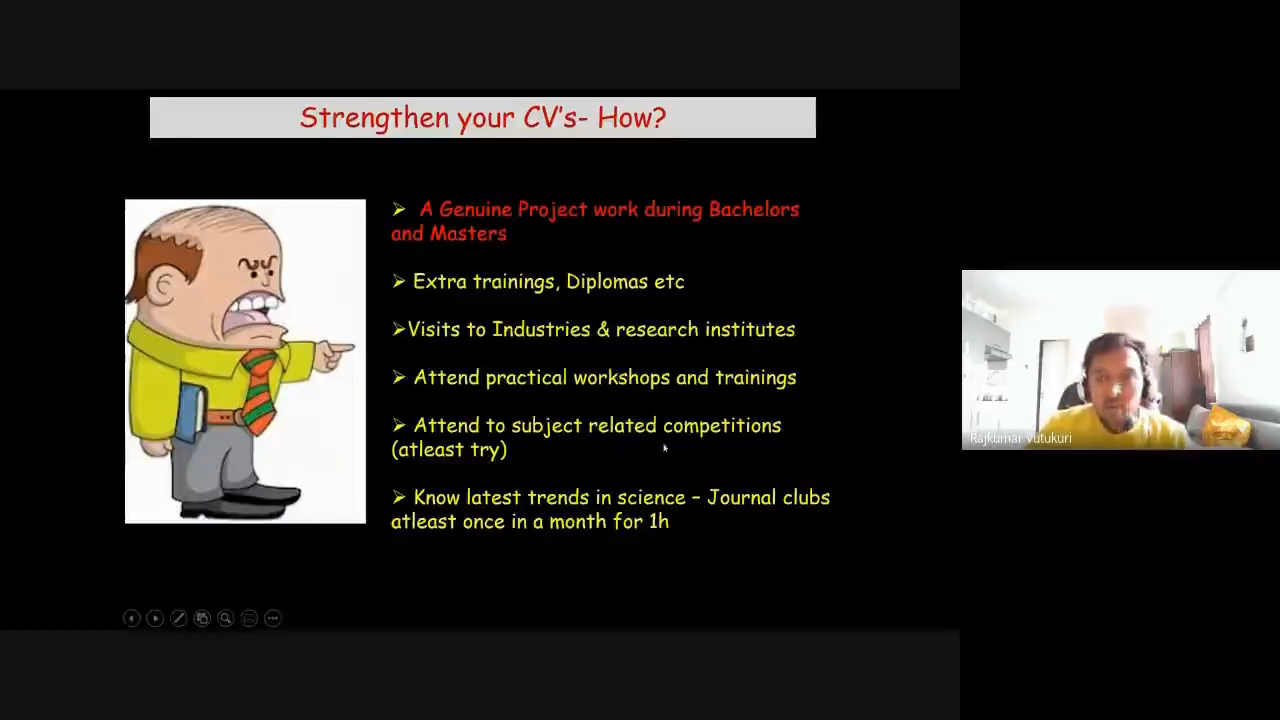 Strengthen your CV's- How?
➢ A Genuine Project work during Bachelors
and Masters
➢ Extra trainings, Diplomas etc
➢Visits to Industries & research institutes
➢ Attend practical workshops and trainings
➢ Attend to subject related competitions
(atleast try)
➢ Know latest trends in science – Journal clubs
atleast once in a month for 1h
Rajkumar Vutukuri